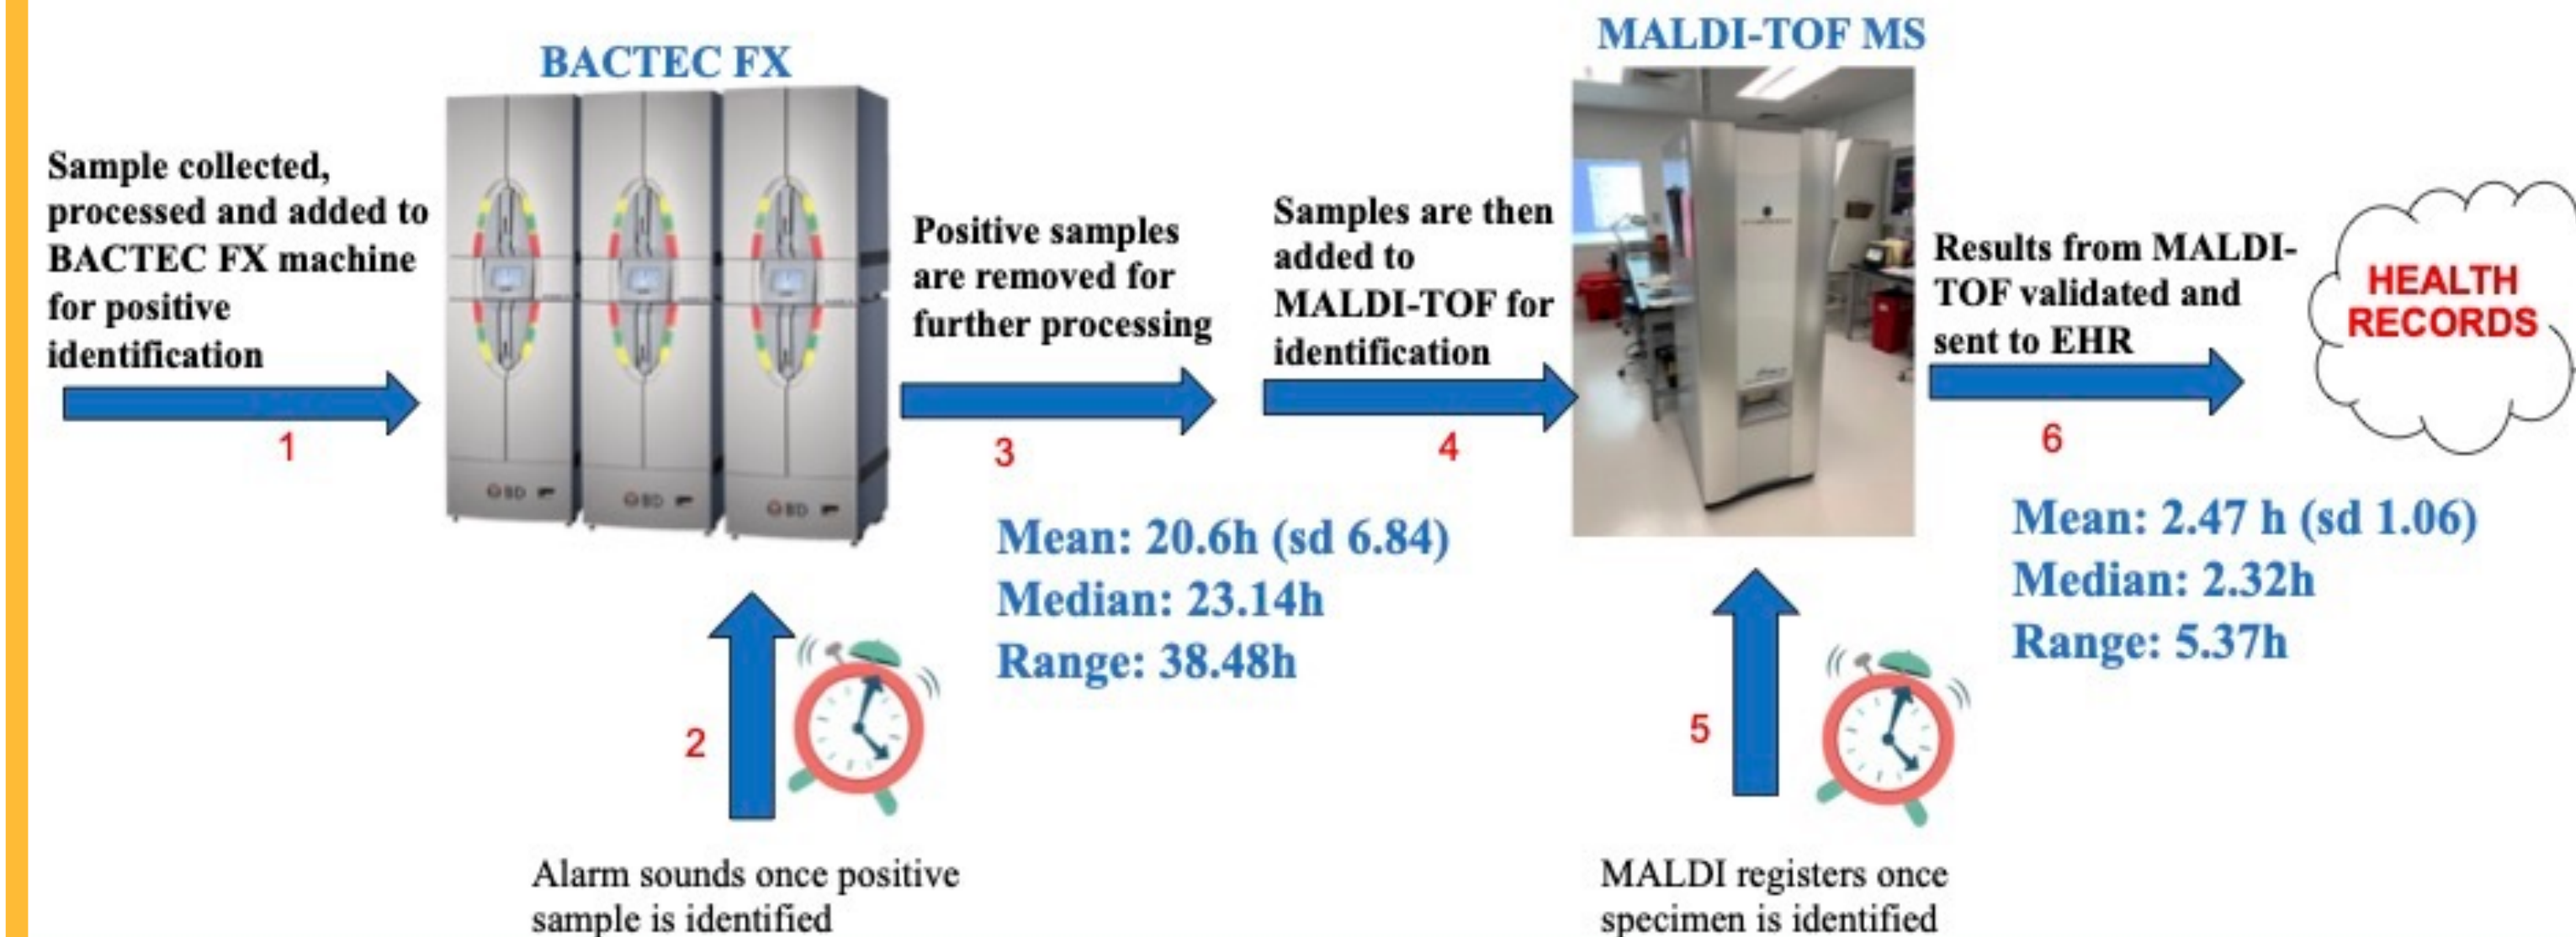 BACTEC FX
MALDI-TOF MS
Sample collected,
processed and added to
BACTEC FX machine
for positive
identification
1
BD
BD
BD
Positive samples
are removed for
further processing
3
Samples are then
added to
MALDI-TOF for
identification
4
Results from MALDI-
TOF validated and
sent to EHR
6
HEALTH
RECORDS
Mean: 20.6h (sd 6.84)
Median: 23.14h
Range: 38.48h
Mean: 2.47 h (sd 1.06)
Median: 2.32h
Range: 5.37h
2
Alarm sounds once positive
sample is identified
5
MALDI registers once
specimen is identified